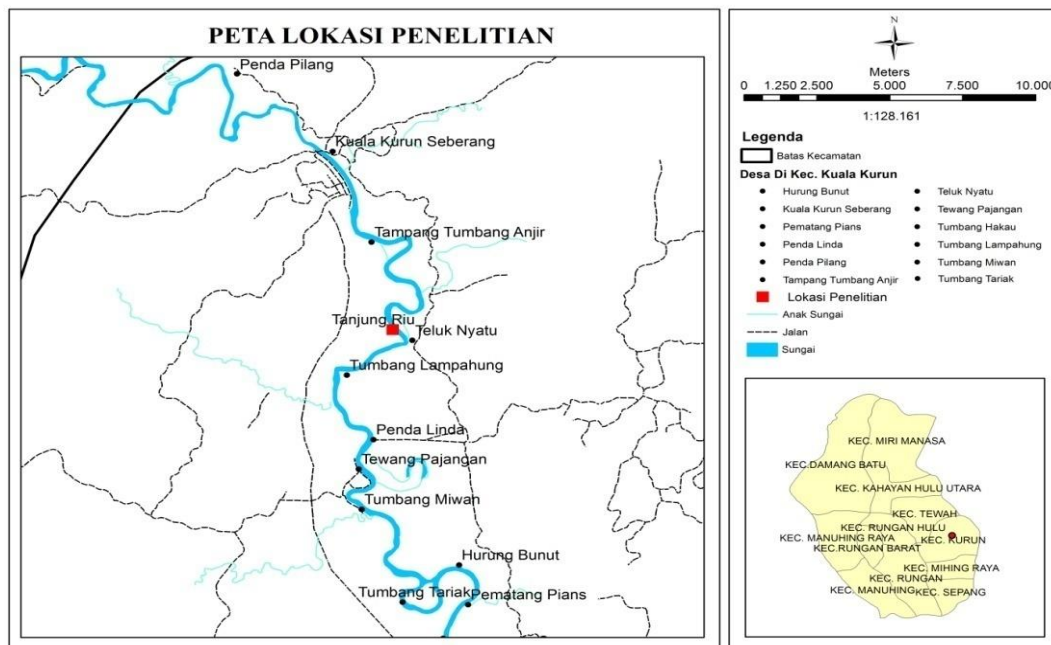 PETA LOKASI PENELITIAN
Penda Pilang
Kuala Kurun Seberang
Tampang Tumbang Anjir
Tanjung Riu
Teluk Nyatu
Tumbang Lampahung
Penda Linda
Tewang Pajangan
Tumbang Miwan
Hurung Bunut
Tumbang Tariak
Pematang Pians
N
Meters
0 1.250 2.500 5.000 7.500 10.000
1:128.161
Legenda
Batas Kecamatan
Desa Di Kec. Kuala Kurun
Hurung Bunut
Kuala Kurun Seberang
Pematang Pians
Penda Linda
Penda Pilang
Tampang Tumbang Anjir
Teluk Nyatu
Tewang Pajangan
Tumbang Hakau
Tumbang Lampahung
Tumbang Miwan
Tumbang Tariak
Lokasi Penelitian
Anak Sungai
Jalan
Sungai
KEC. MIRI MANASA
KEC.DAMANG BATU
KEC. KAHAYAN HULU UTARA
KEC. TEWAH
KEC. RUNGAN HULU
KEC. MANUHING RAYA
KEC. KURUN
KEC.RUNGAN BARAT
KEC. MIHING RAYA
KEC. RUNGAN
KEC. MANUHING
KEC. SEPANG